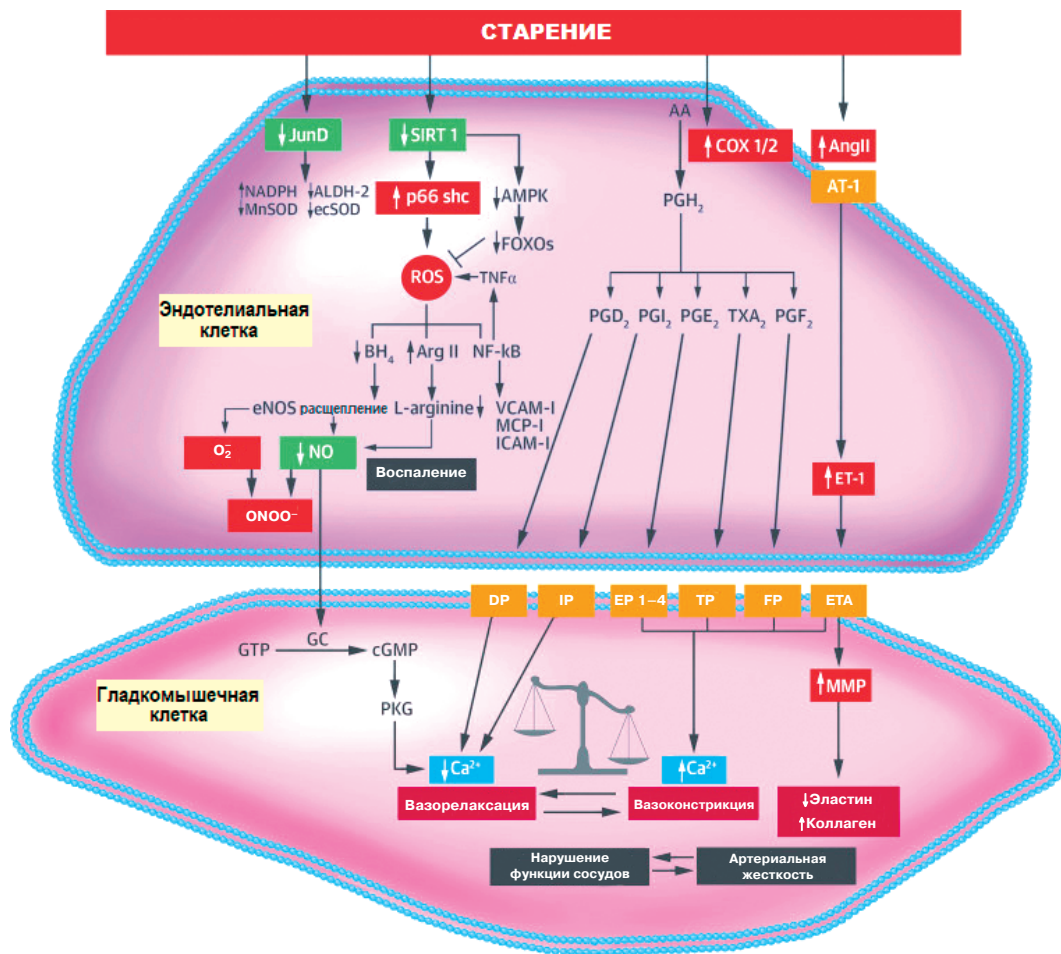 СТАРЕНИЕ
↓JunD
↓SIRT 1
AA
↑COX 1/2
↑AngII
AT-1
↑NADPH ↓ALDH-2
↓MnSOD ↓ecSOD
↑p66 shc
↓AMPK
PGH₂
↓FOXOs
ROS
TNFα
Эндотелиальная
клетка
PGD₂ PGI₂ PGE₂ TXA₂ PGF₂
↓BH₄ ↑Arg II NF-kB
eNOS расщепление L-arginine↓
VCAM-I
MCP-I
ICAM-I
O₂⁻
↓NO
Воспаление
↑ET-1
ONOO⁻
DP IP EP 1–4 TP FP ETA
GC
GTP cGMP
Гладкомышечная
клетка
PKG
↑MMP
↓Ca²⁺
↑Ca²⁺
Вазорелаксация
Вазоконстрикция
↓Эластин
↑Коллаген
Нарушение
функции сосудов
Артериальная
жесткость